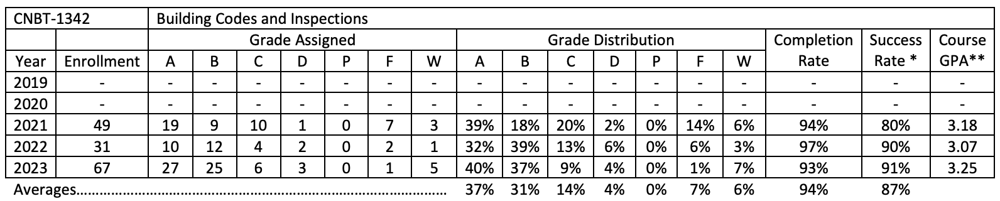 CNBT-1342 Building Codes and Inspections
Grade Assigned Grade Distribution Completion Rate Success Rate * Course GPA**
Year Enrollment A B C D P F W A B C D P F W
2019 - - - - - - - - - - - - - - - - - -
2020 - - - - - - - - - - - - - - - - - -
2021 49 19 9 10 1 0 7 3 39% 18% 20% 2% 0% 14% 6% 94% 80% 3.18
2022 31 10 12 4 2 0 2 1 32% 39% 13% 6% 0% 6% 3% 97% 90% 3.07
2023 67 27 25 6 3 0 1 5 40% 37% 9% 4% 0% 1% 7% 93% 91% 3.25
Averages................................................................................................ 37% 31% 14% 4% 0% 7% 6% 94% 87%